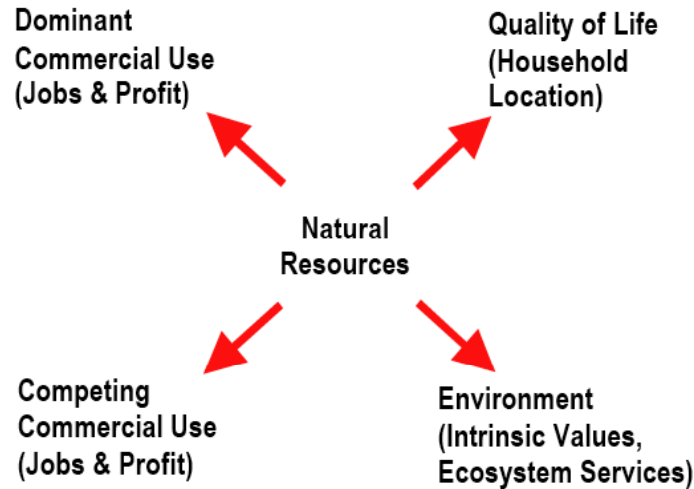 Dominant
Commercial Use
(Jobs & Profit)
Quality of Life
(Household
Location)
Natural
Resources
Competing
Commercial Use
(Jobs & Profit)
Environment
(Intrinsic Values,
Ecosystem Services)